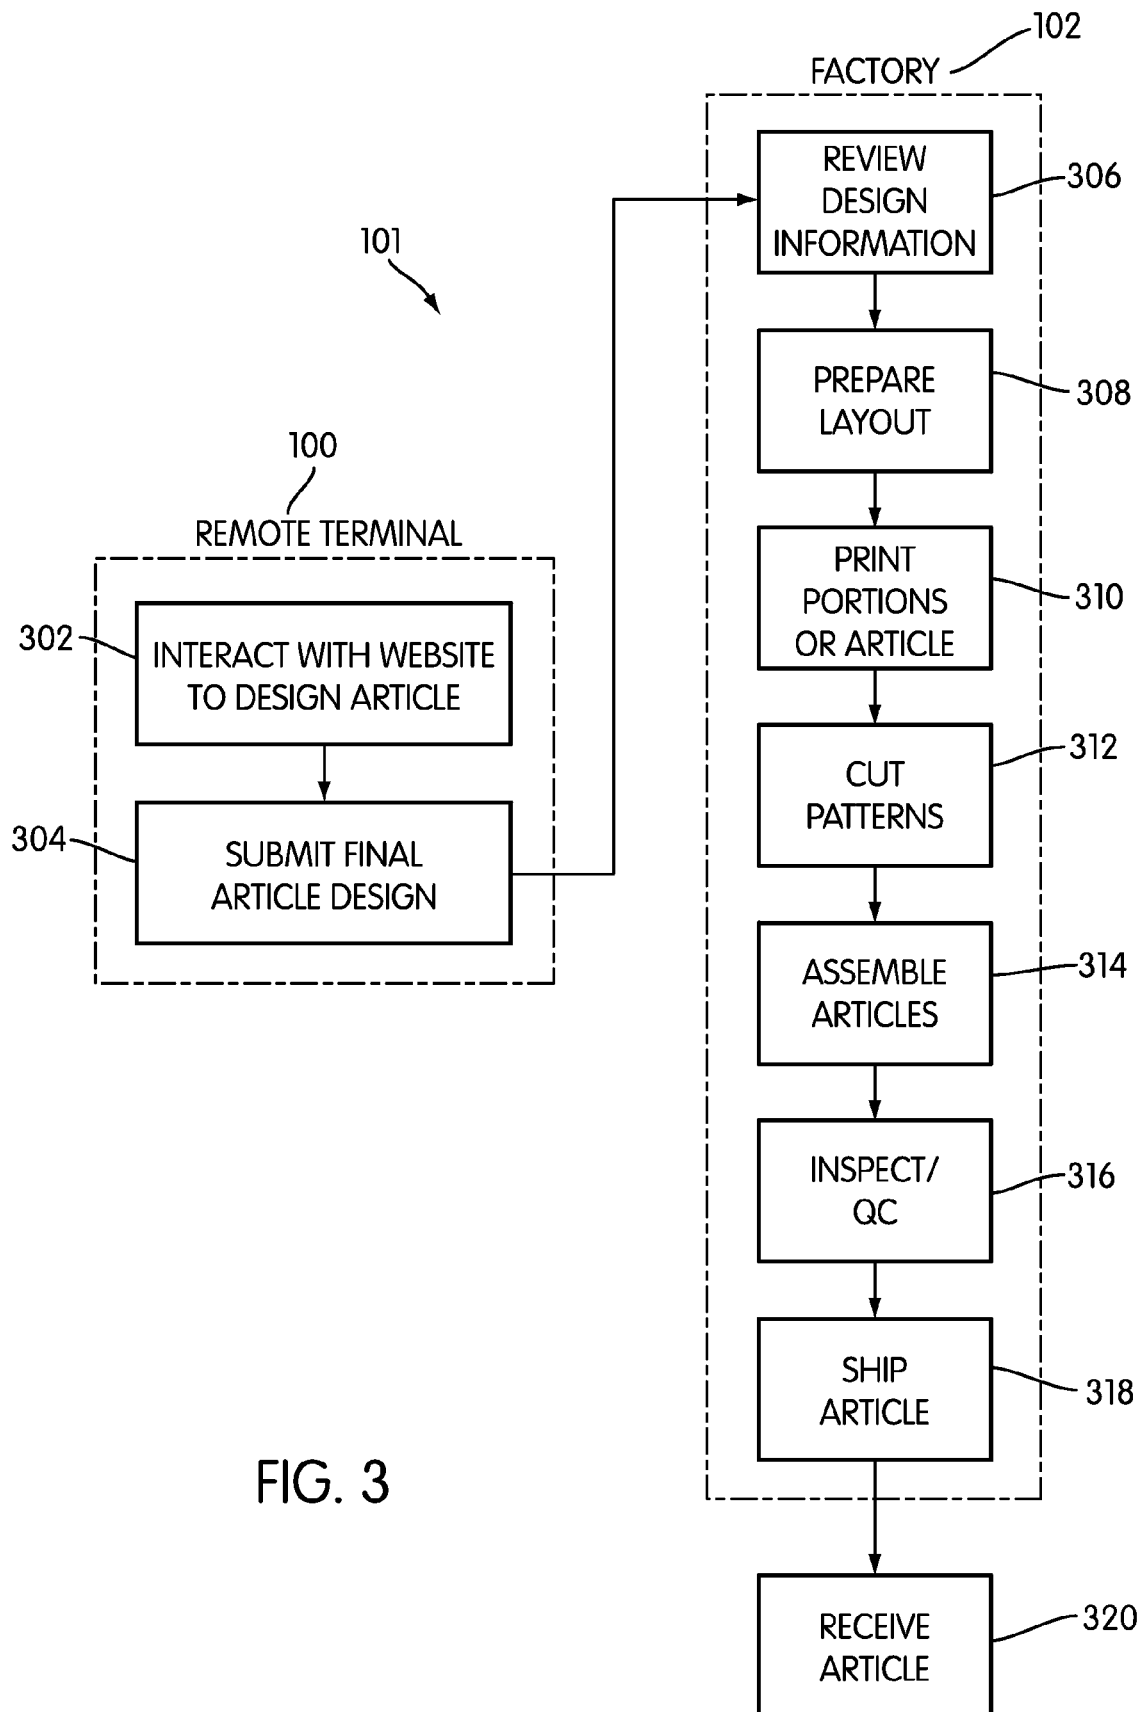 102
FACTORY
REVIEW
DESIGN
INFORMATION
306
101
PREPARE
LAYOUT
308
100
REMOTE TERMINAL
PRINT
PORTIONS
OR ARTICLE
310
302
INTERACT WITH WEBSITE
TO DESIGN ARTICLE
312
CUT
PATTERNS
304
SUBMIT FINAL
ARTICLE DESIGN
ASSEMBLE
ARTICLES
314
INSPECT/
QC
316
SHIP
ARTICLE
318
FIG. 3
RECEIVE
ARTICLE
320